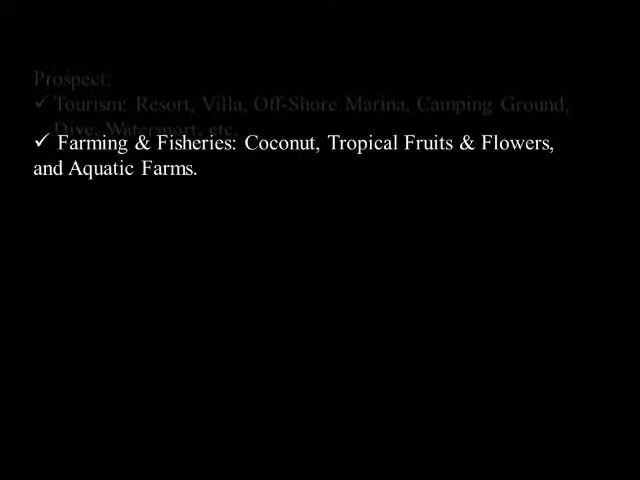 Prospect:
✓ Tourism: Resort, Villa, Off-Shore Marina, Camping Ground,
Dive, Watersport, etc.
✓ Farming & Fisheries: Coconut, Tropical Fruits & Flowers,
and Aquatic Farms.